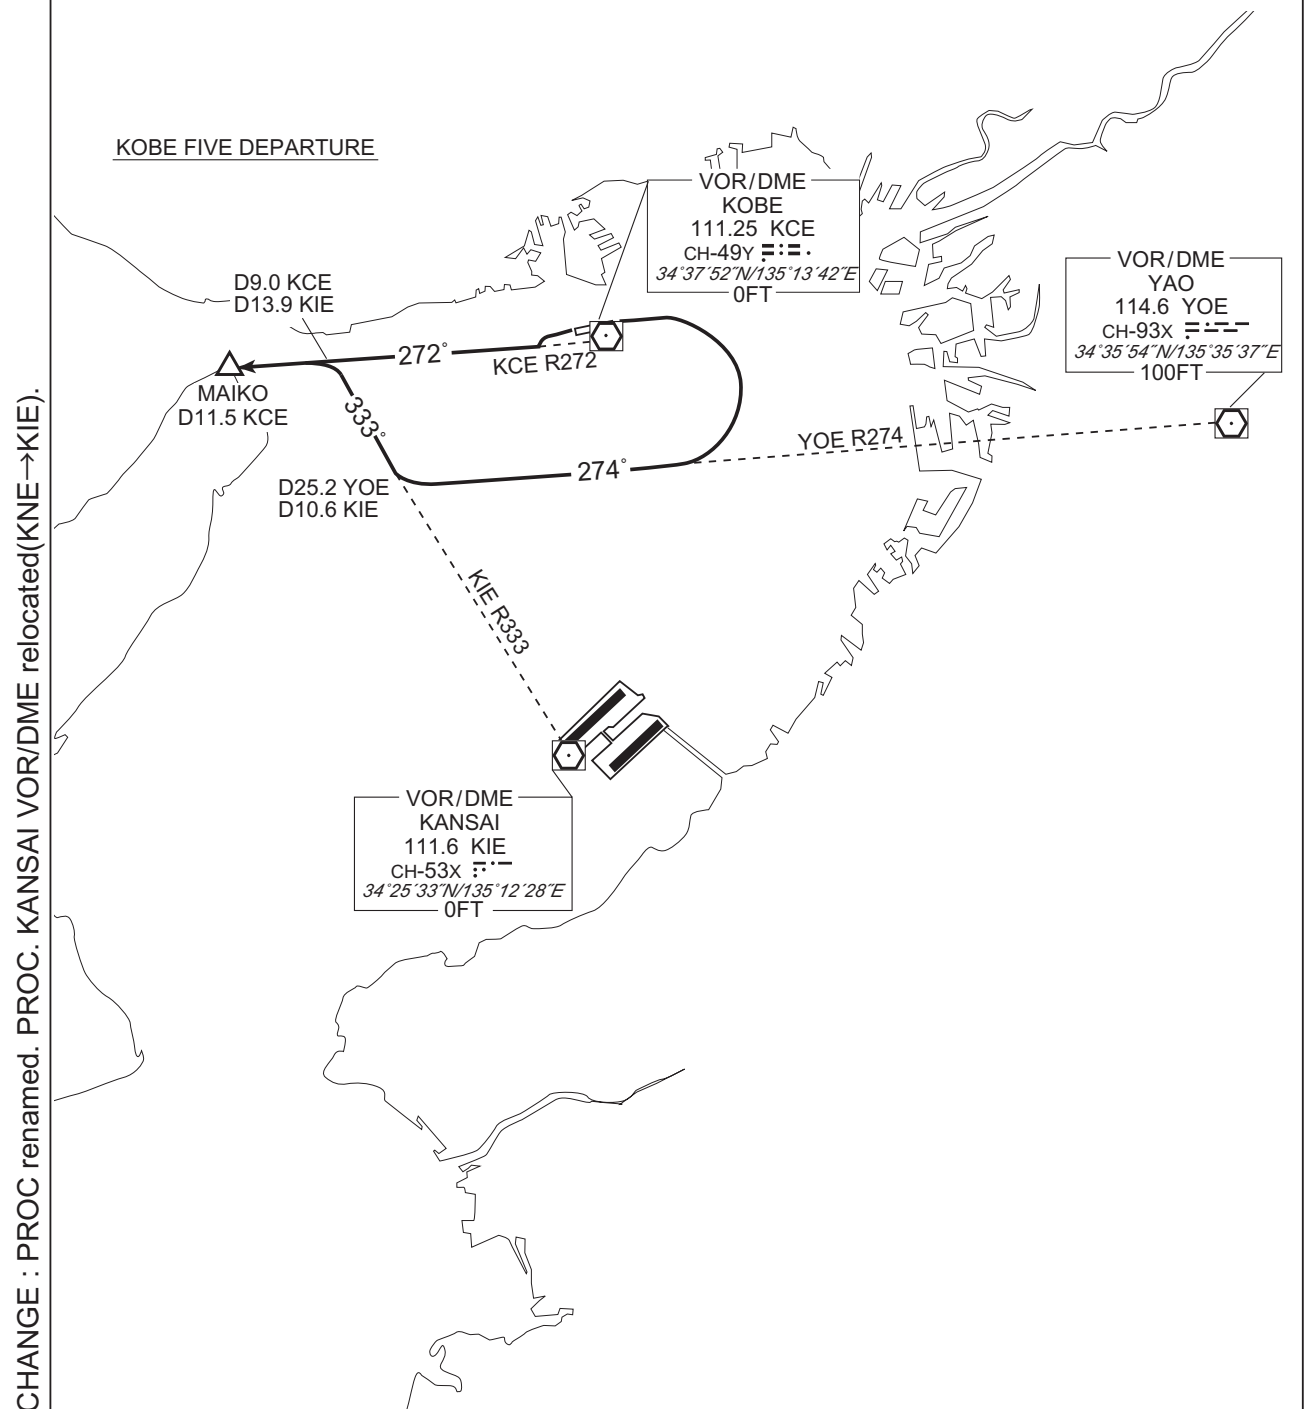 KOBE FIVE DEPARTURE
VOR/DME
KOBE
111.25 KCE
CH-49Y
34°37´52˝N/135°13´42˝E
0FT
VOR/DME
YAO
114.6 YOE
CH-93X
34°35´54˝N/135°35´37˝E
100FT
D9.0 KCE
D13.9 KIE
272°
KCE R272
MAIKO
D11.5 KCE
333°
YOE R274
274°
D25.2 YOE
D10.6 KIE
KIE R333
VOR/DME
KANSAI
111.6 KIE
CH-53X
34°25´33˝N/135°12´28˝E
0FT
CHANGE : PROC renamed. PROC. KANSAI VOR/DME relocated(KNE→KIE).